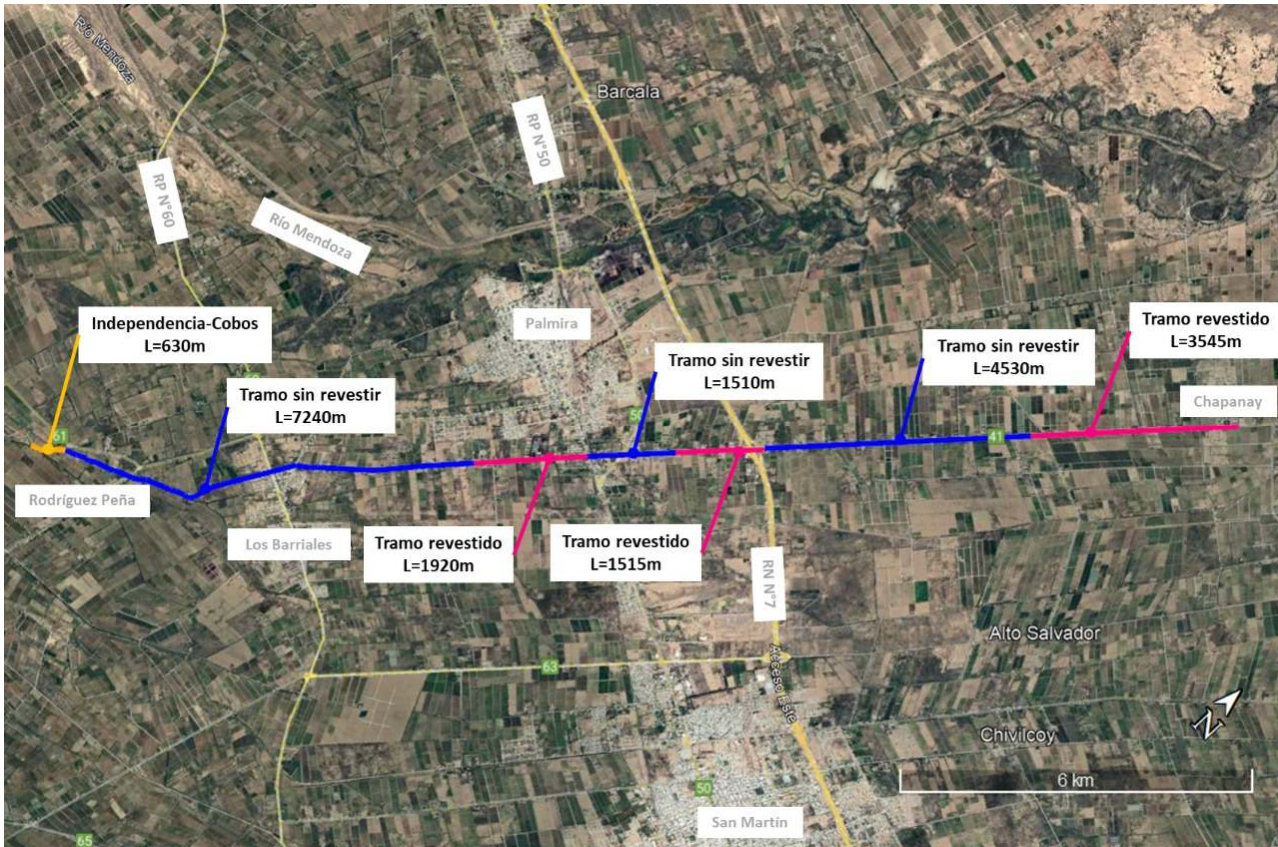 Río Mendoza
Barcala
RP N°50
RP N°60
Río Mendoza
Independencia-Cobos
L=630m
Palmira
Tramo revestido
L=3545m
Tramo sin revestir
L=1510m
Tramo sin revestir
L=4530m
Tramo sin revestir
L=7240m
Chapanay
61
41
Rodríguez Peña
Los Barriales
Tramo revestido
L=1920m
Tramo revestido
L=1515m
RN N°7
Alto Salvador
63
Acceso Este
N
Chivilcoy
6 km
50
San Martín
65